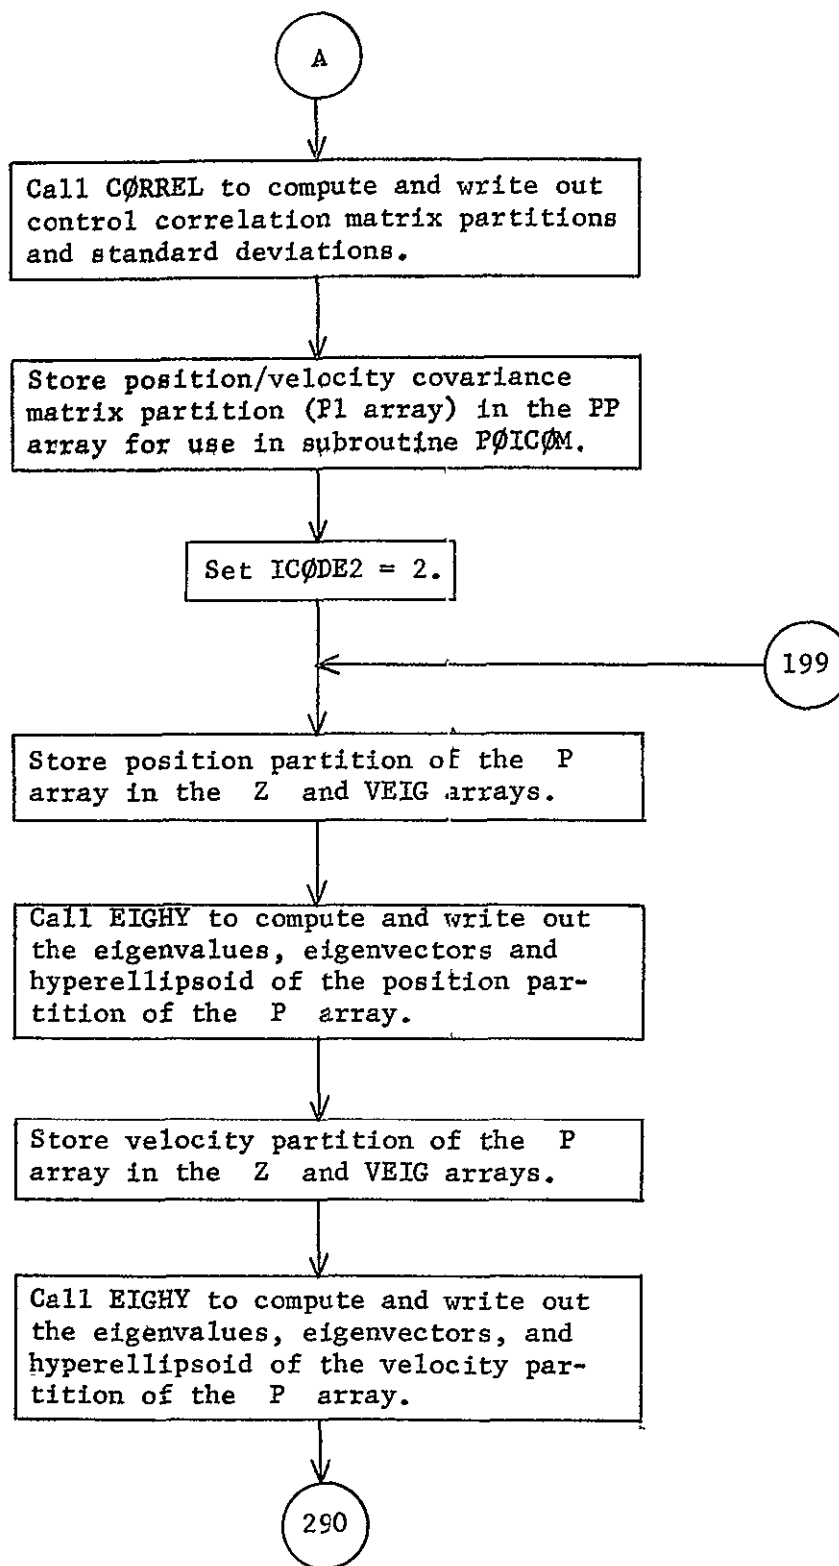 A
Call CØRREL to compute and write out
control correlation matrix partitions
and standard deviations.
Store position/velocity covariance
matrix partition (P1 array) in the PP
array for use in subroutine PØICØM.
Set ICØDE2 = 2.
199
Store position partition of the P
array in the Z and VEIG arrays.
Call EIGHY to compute and write out
the eigenvalues, eigenvectors and
hyperellipsoid of the position par-
tition of the P array.
Store velocity partition of the P
array in the Z and VEIG arrays.
Call EIGHY to compute and write out
the eigenvalues, eigenvectors, and
hyperellipsoid of the velocity par-
tition of the P array.
290